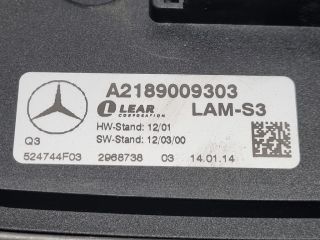 A2189009303
LEAR LAM-S3
CORPORATION
HW-Stand: 12/01
Q3 SW-Stand: 12/03/00
524744F03 2968738 03 14.01.14